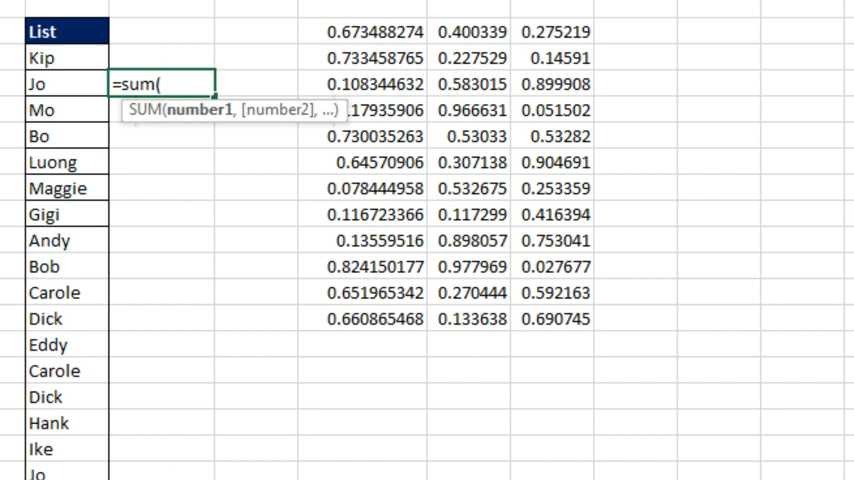 List 0.673488274 0.400339 0.275219
Kip 0.733458765 0.227529 0.14591
Jo =sum( 0.108344632 0.583015 0.899908
Mo SUM(number1, [number2], ...) .17935906 0.966631 0.051502
Bo 0.730035263 0.53033 0.53282
Luong 0.64570906 0.307138 0.904691
Maggie 0.078444958 0.532675 0.253359
Gigi 0.116723366 0.117299 0.416394
Andy 0.13559516 0.898057 0.753041
Bob 0.824150177 0.977969 0.027677
Carole 0.651965342 0.270444 0.592163
Dick 0.660865468 0.133638 0.690745
Eddy
Carole
Dick
Hank
Ike
Jo